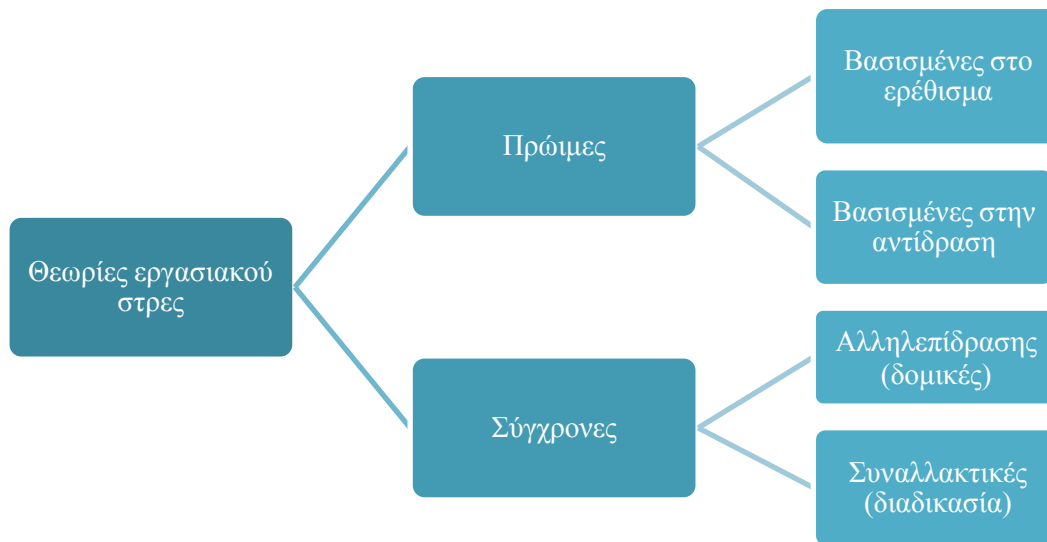 Θεωρίες εργασιακού
στρες
Πρώιμες
Βασισμένες στο
ερέθισμα
Βασισμένες στην
αντίδραση
Σύγχρονες
Αλληλεπίδρασης
(δομικές)
Συναλλακτικές
(διαδικασία)